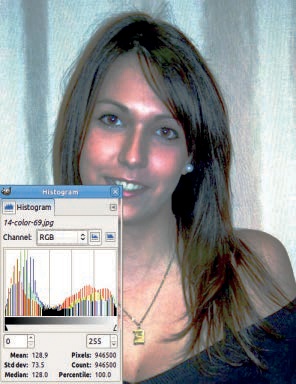 Histogram
Histogram
14-color-69.jpg
Channel: RGB
0 255
Mean: 128.9 Pixels: 946500
Std dev: 73.5 Count: 946500
Median: 128.0 Percentile: 100.0